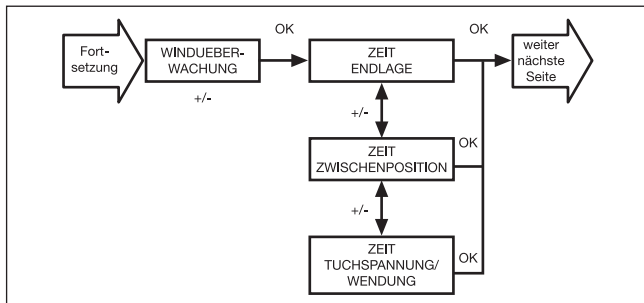 OK
OK
Fort-
setzung
WINDUEBER-
WACHUNG
ZEIT
ENDLAGE
weiter
nächste
Seite
+/-
+/-
OK
ZEIT
ZWISCHENPOSITION
+/-
ZEIT
TUCHSPANNUNG/
WENDUNG
OK